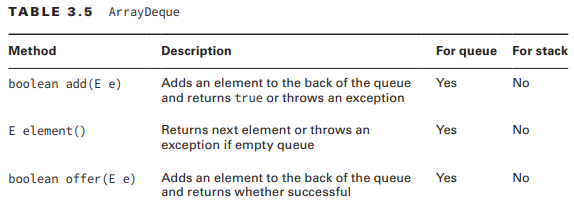 TABLE 3.5 ArrayDeque
Method Description For queue For stack
boolean add(E e) Adds an element to the back of the queue Yes No
and returns true or throws an exception
E element() Returns next element or throws an Yes No
exception if empty queue
boolean offer(E e) Adds an element to the back of the queue Yes No
and returns whether successful